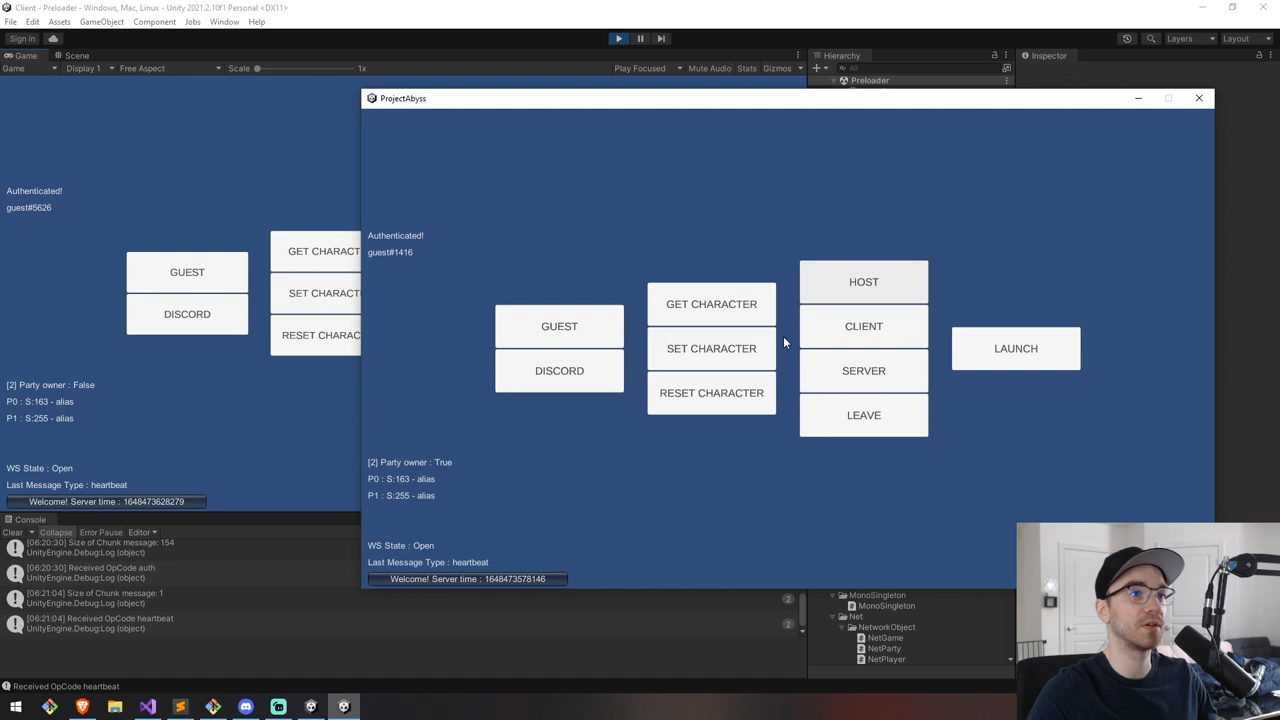 Client - Preloader - Windows, Mac, Linux - Unity 2021.2.10f1 Personal <DX11>
File Edit Assets GameObject Component Jobs Window Help
Sign in
Layers Layout
Game Scene
Hierarchy
Inspector
Game Display 1 Free Aspect Scale 1x Play Focused Mute Audio Stats Gizmos
All
Preloader
ProjectAbyss
Authenticated!
guest#5626
GUEST
DISCORD
GET CHARACT
SET CHARACT
RESET CHARAC
[2] Party owner : False
P0 : S:163 - alias
P1 : S:255 - alias
WS State : Open
Last Message Type : heartbeat
Welcome! Server time : 1648473628279
Authenticated!
guest#1416
GUEST
DISCORD
GET CHARACTER
SET CHARACTER
RESET CHARACTER
HOST
CLIENT
SERVER
LEAVE
LAUNCH
[2] Party owner : True
P0 : S:163 - alias
P1 : S:255 - alias
WS State : Open
Last Message Type : heartbeat
Welcome! Server time : 1648473578146
Console
Clear Collapse Error Pause Editor
[06:20:30] Size of Chunk message: 154
UnityEngine.Debug:Log (object)
[06:20:30] Received OpCode auth
UnityEngine.Debug:Log (object)
[06:21:04] Size of Chunk message: 1
UnityEngine.Debug:Log (object)
2
[06:21:04] Received OpCode heartbeat
UnityEngine.Debug:Log (object)
2
MonoSingleton
MonoSingleton
Net
NetworkObject
NetGame
NetParty
NetPlayer
Received OpCode heartbeat